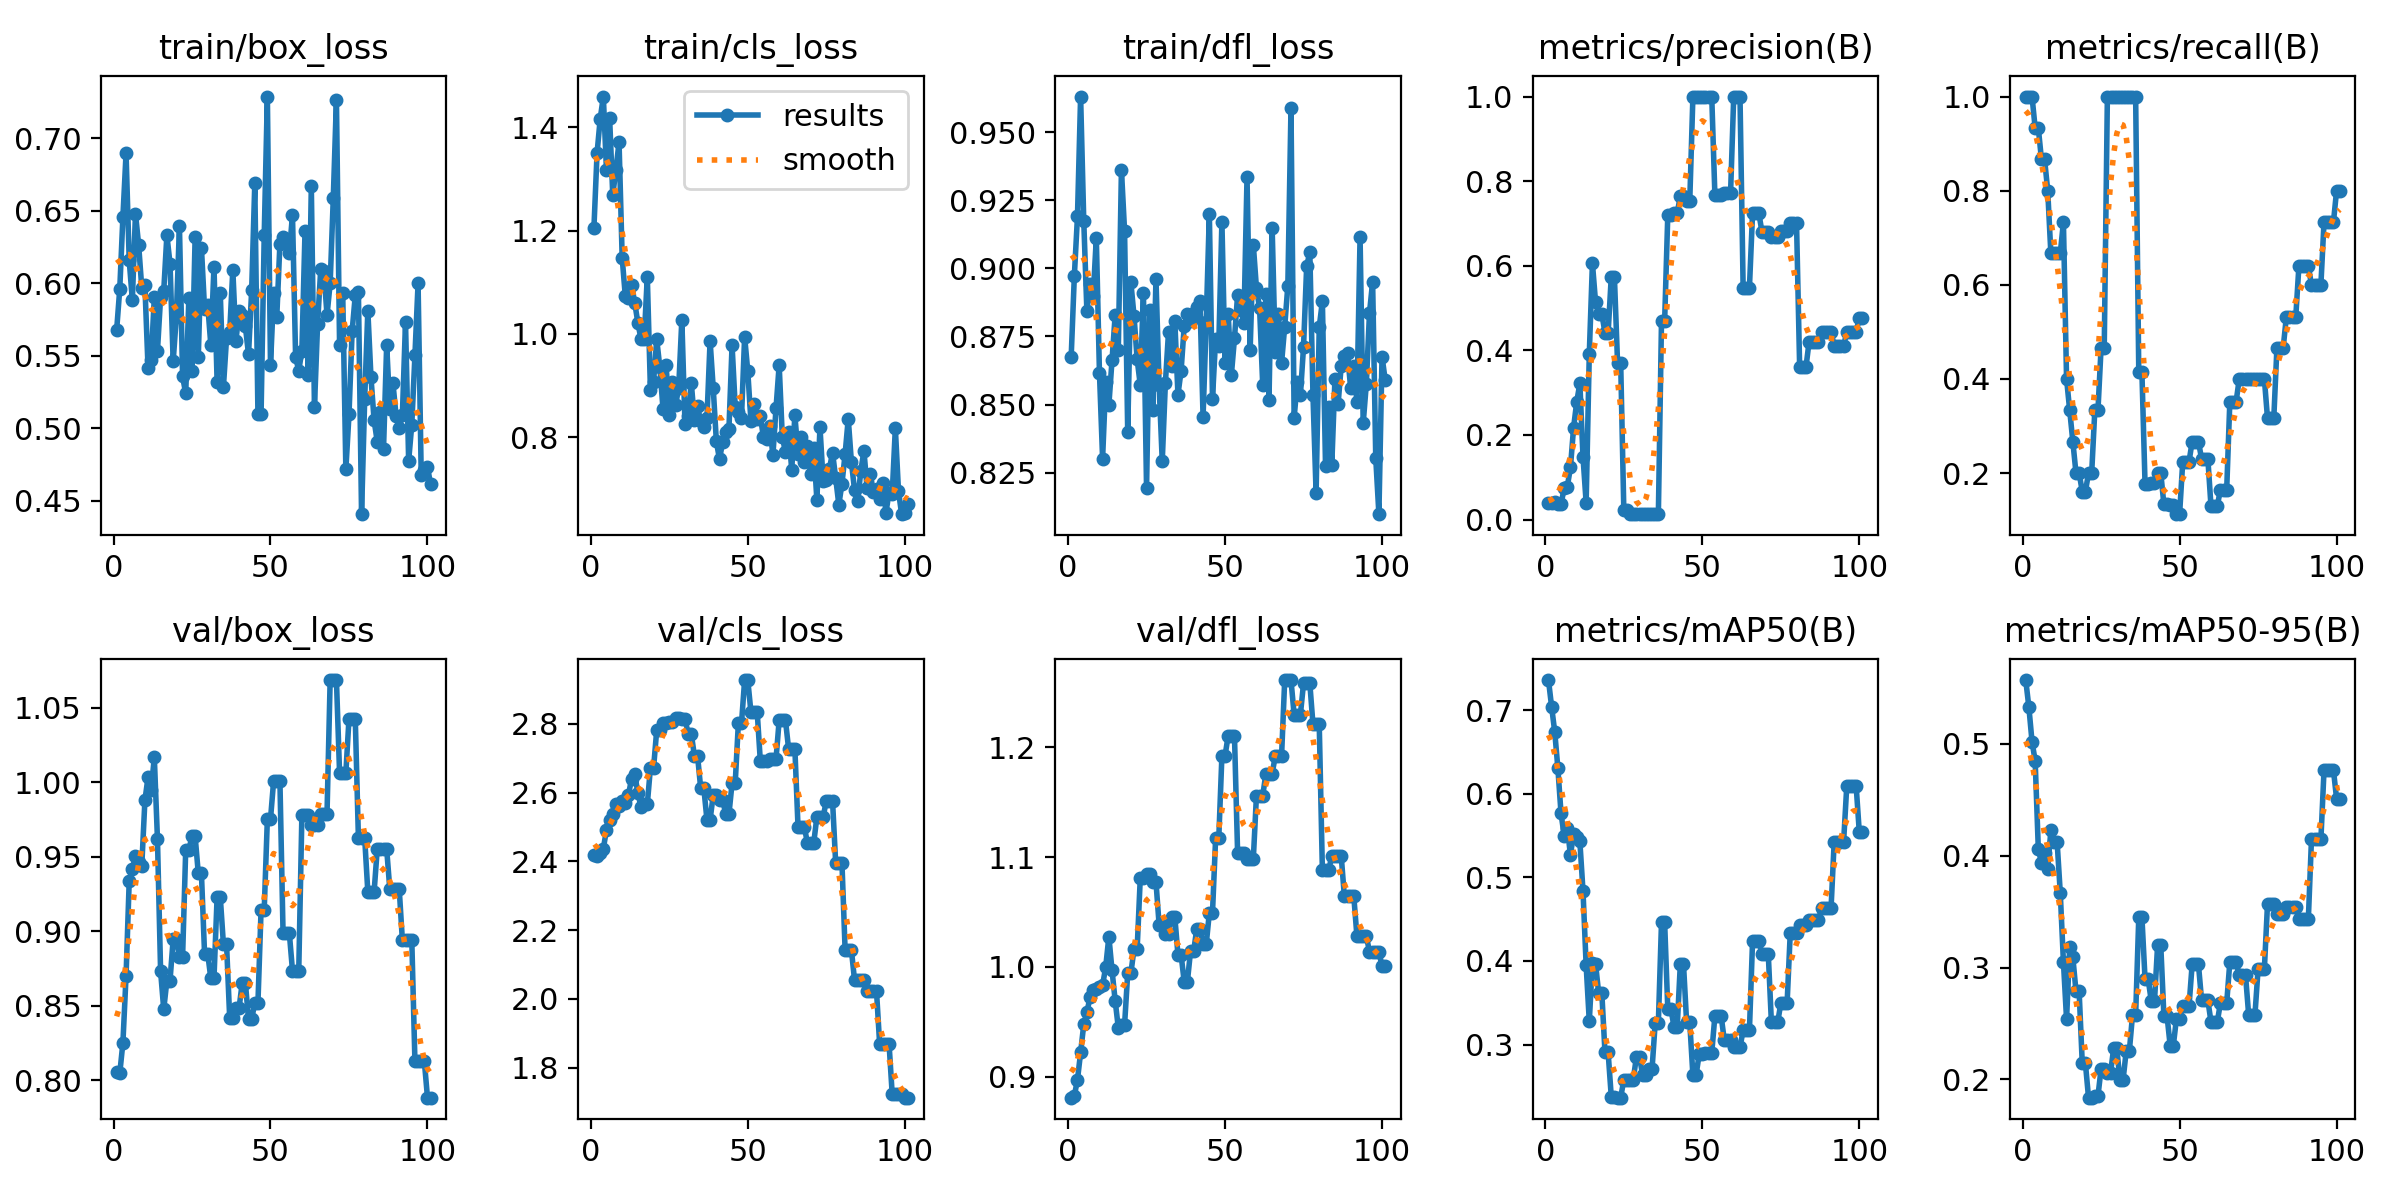 train/box_loss
0.70
0.65
0.60
0.55
0.50
0.45
0 50 100
train/cls_loss
results
smooth
1.4
1.2
1.0
0.8
0 50 100
train/dfl_loss
0.950
0.925
0.900
0.875
0.850
0.825
0 50 100
metrics/precision(B)
1.0
0.8
0.6
0.4
0.2
0.0
0 50 100
metrics/recall(B)
1.0
0.8
0.6
0.4
0.2
0 50 100
val/box_loss
1.05
1.00
0.95
0.90
0.85
0.80
0 50 100
val/cls_loss
2.8
2.6
2.4
2.2
2.0
1.8
0 50 100
val/dfl_loss
1.2
1.1
1.0
0.9
0 50 100
metrics/mAP50(B)
0.7
0.6
0.5
0.4
0.3
0 50 100
metrics/mAP50-95(B)
0.5
0.4
0.3
0.2
0 50 100